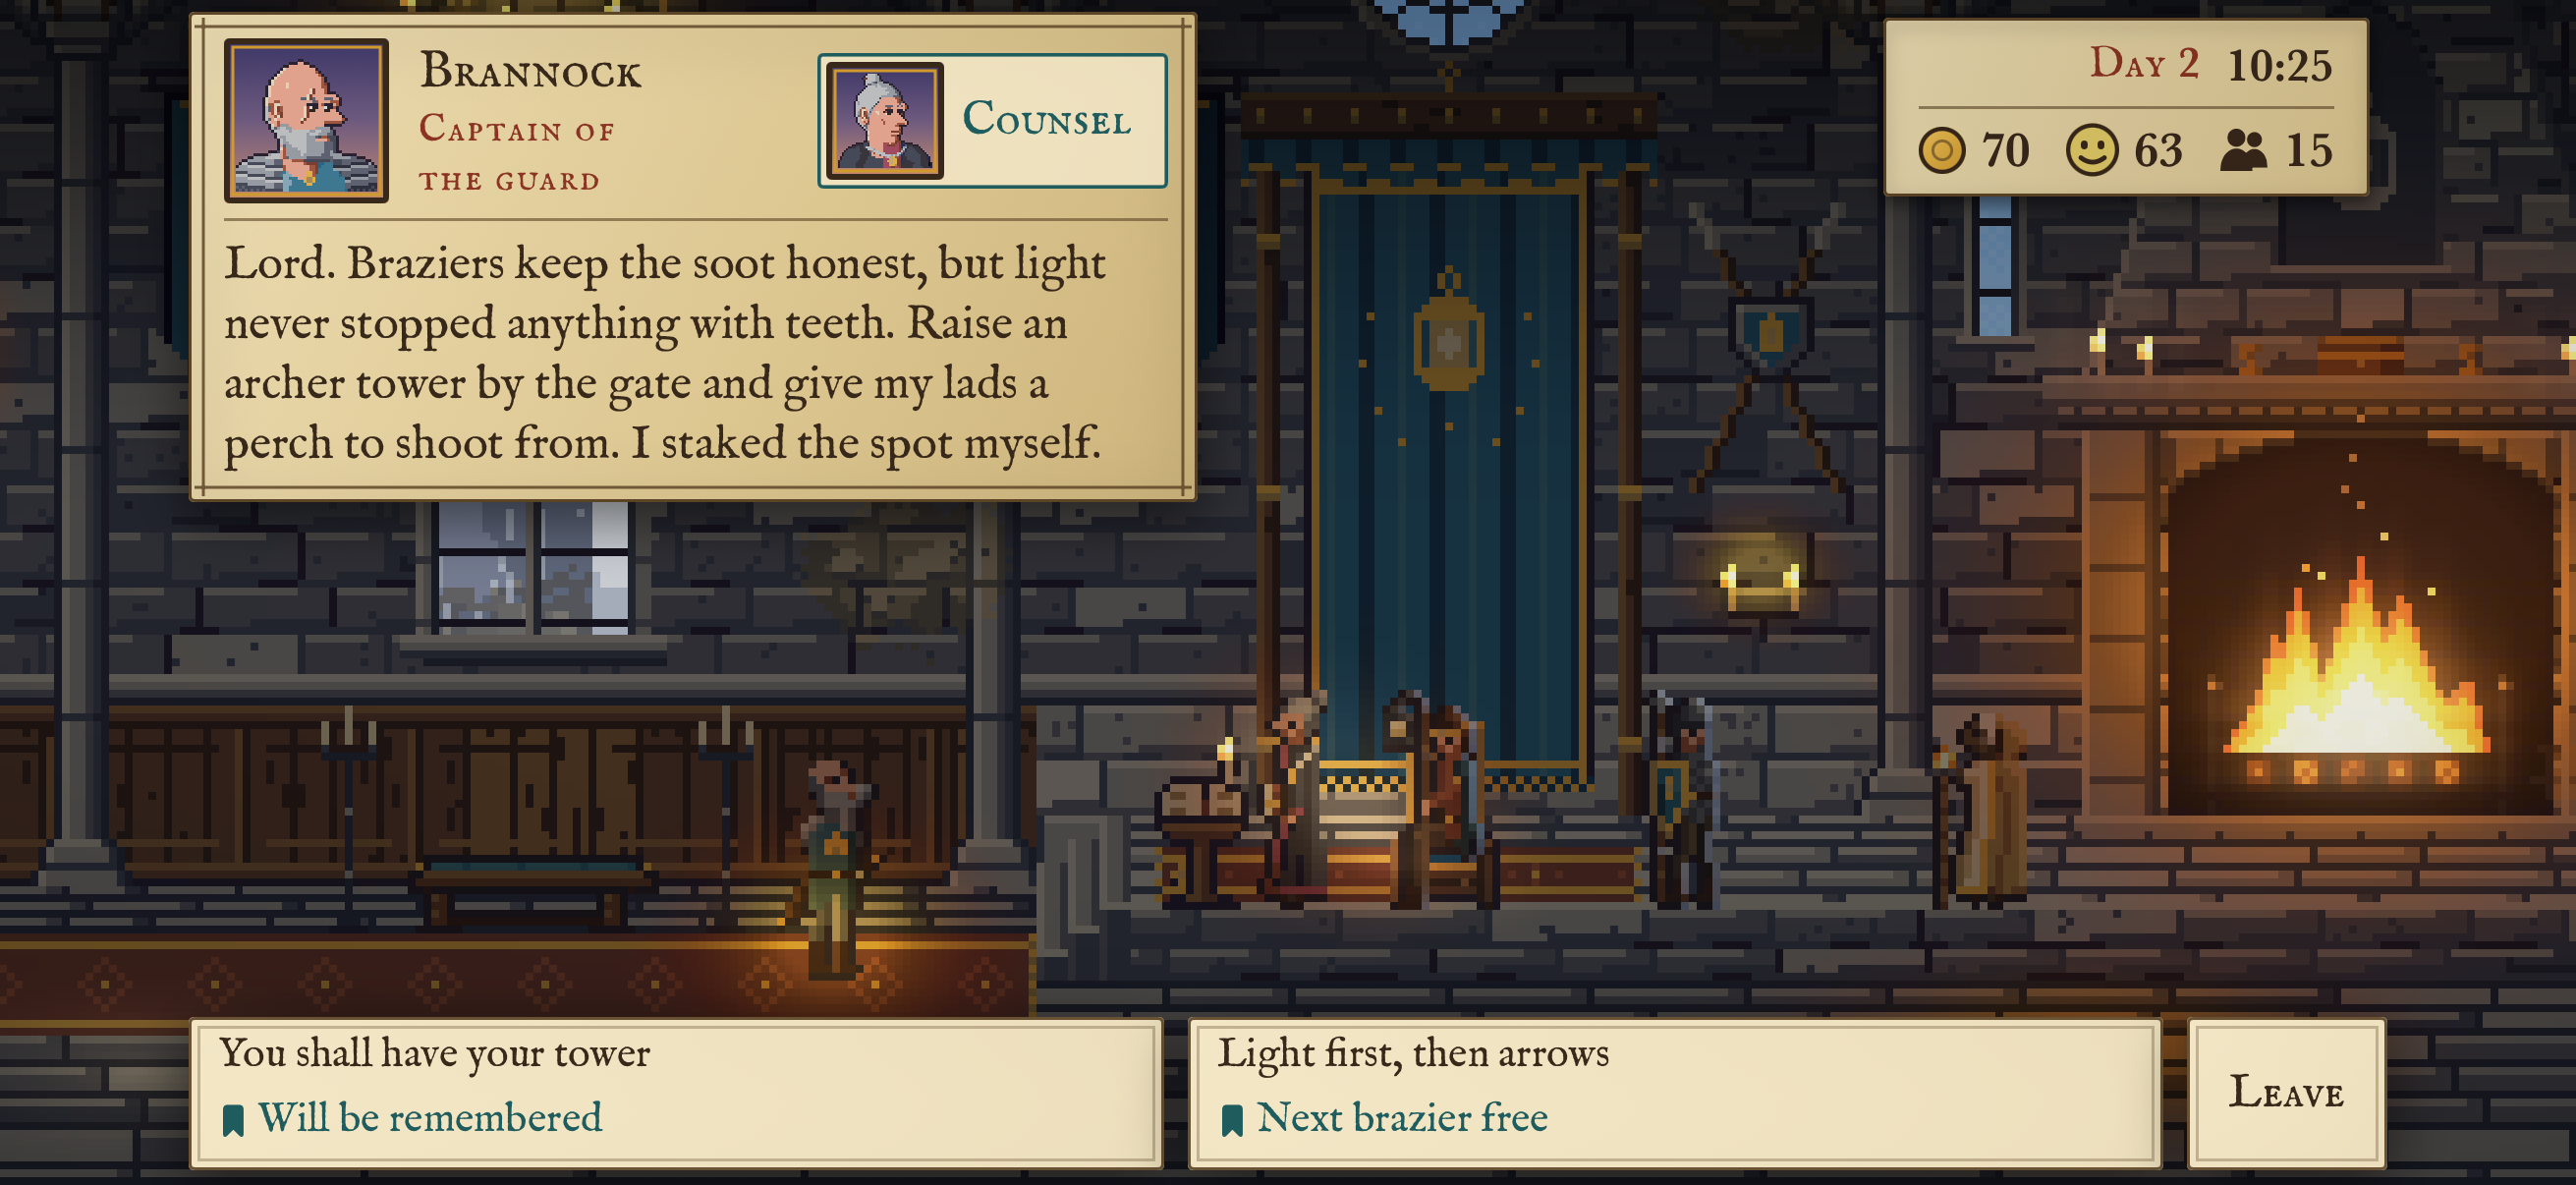 Brannock
Captain of
the guard
Counsel
Lord. Braziers keep the soot honest, but light
never stopped anything with teeth. Raise an
archer tower by the gate and give my lads a
perch to shoot from. I staked the spot myself.
Day 2 10:25
70 63 15
You shall have your tower
Will be remembered
Light first, then arrows
Next brazier free
Leave